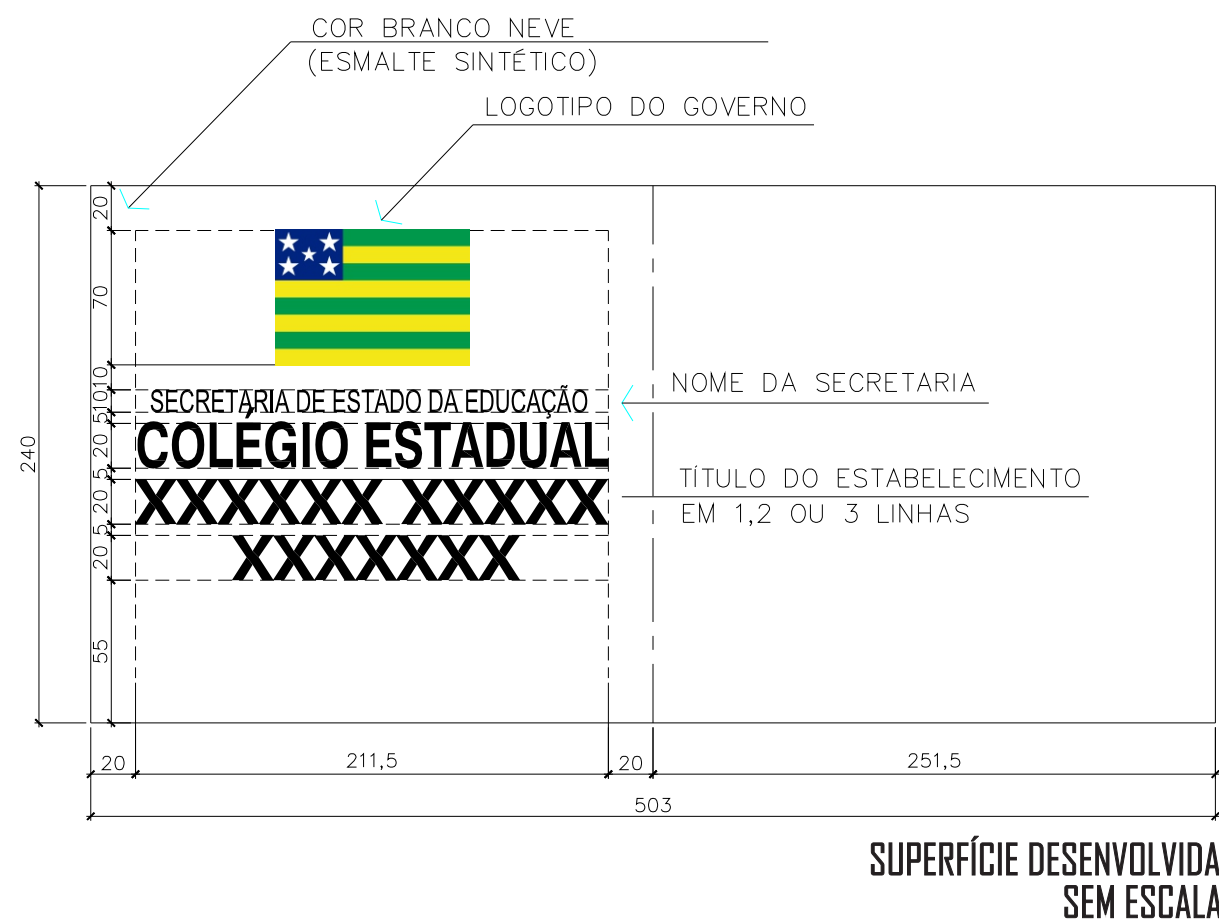 COR BRANCO NEVE
(ESMALTE SINTÉTICO)
LOGOTIPO DO GOVERNO
20
70
10
10
5
20
5
20
5
20
55
240
SECRETARIA DE ESTADO DA EDUCAÇÃO
COLÉGIO ESTADUAL
XXXXXX XXXXX
XXXXXXX
NOME DA SECRETARIA
TÍTULO DO ESTABELECIMENTO
EM 1,2 OU 3 LINHAS
20 211,5 20 251,5
503
SUPERFÍCIE DESENVOLVIDA
SEM ESCALA